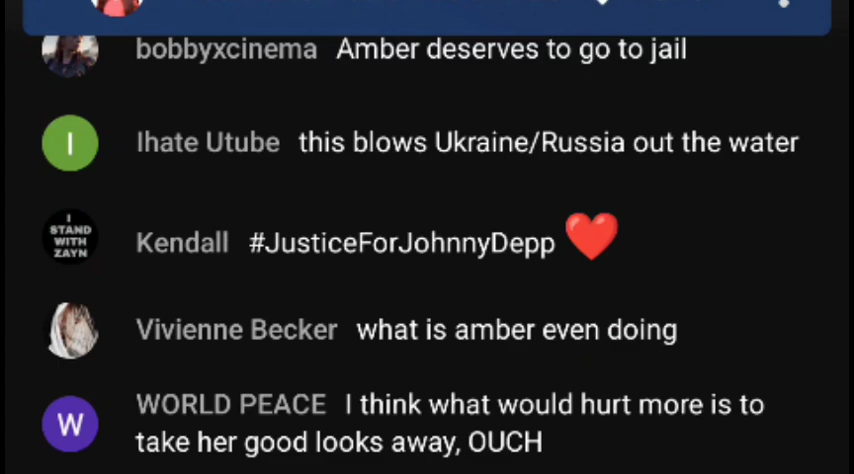 bobbyxcinema Amber deserves to go to jail
I
Ihate Utube this blows Ukraine/Russia out the water
I
STAND
WITH
ZAYN
Kendall #JusticeForJohnnyDepp ❤️
Vivienne Becker what is amber even doing
W
WORLD PEACE I think what would hurt more is to
take her good looks away, OUCH